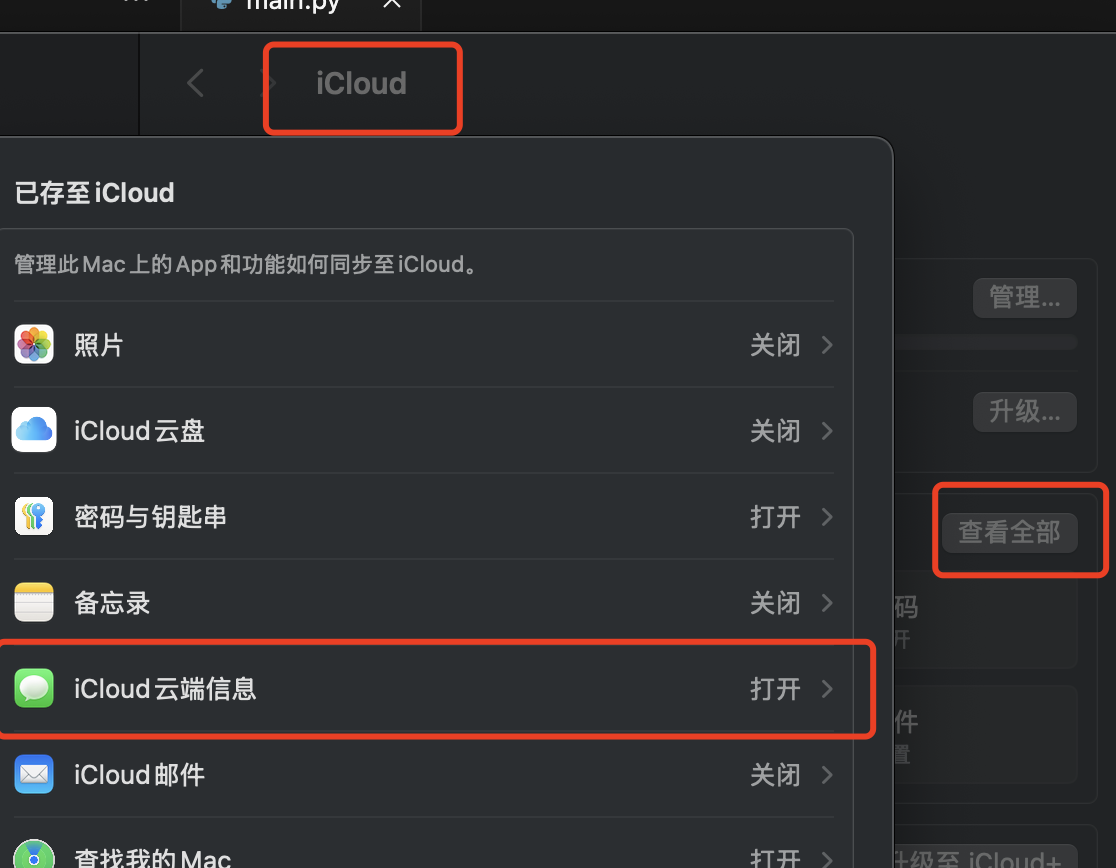 main.py
iCloud
已存至 iCloud
管理此 Mac 上的 App 和功能如何同步至 iCloud。
管理...
照片 关闭
升级...
iCloud 云盘 关闭
密码与钥匙串 打开
查看全部
备忘录 关闭
码
开
iCloud 云端信息 打开
件
置
iCloud 邮件 关闭
查找我的 Mac 打开
升级至 iCloud+